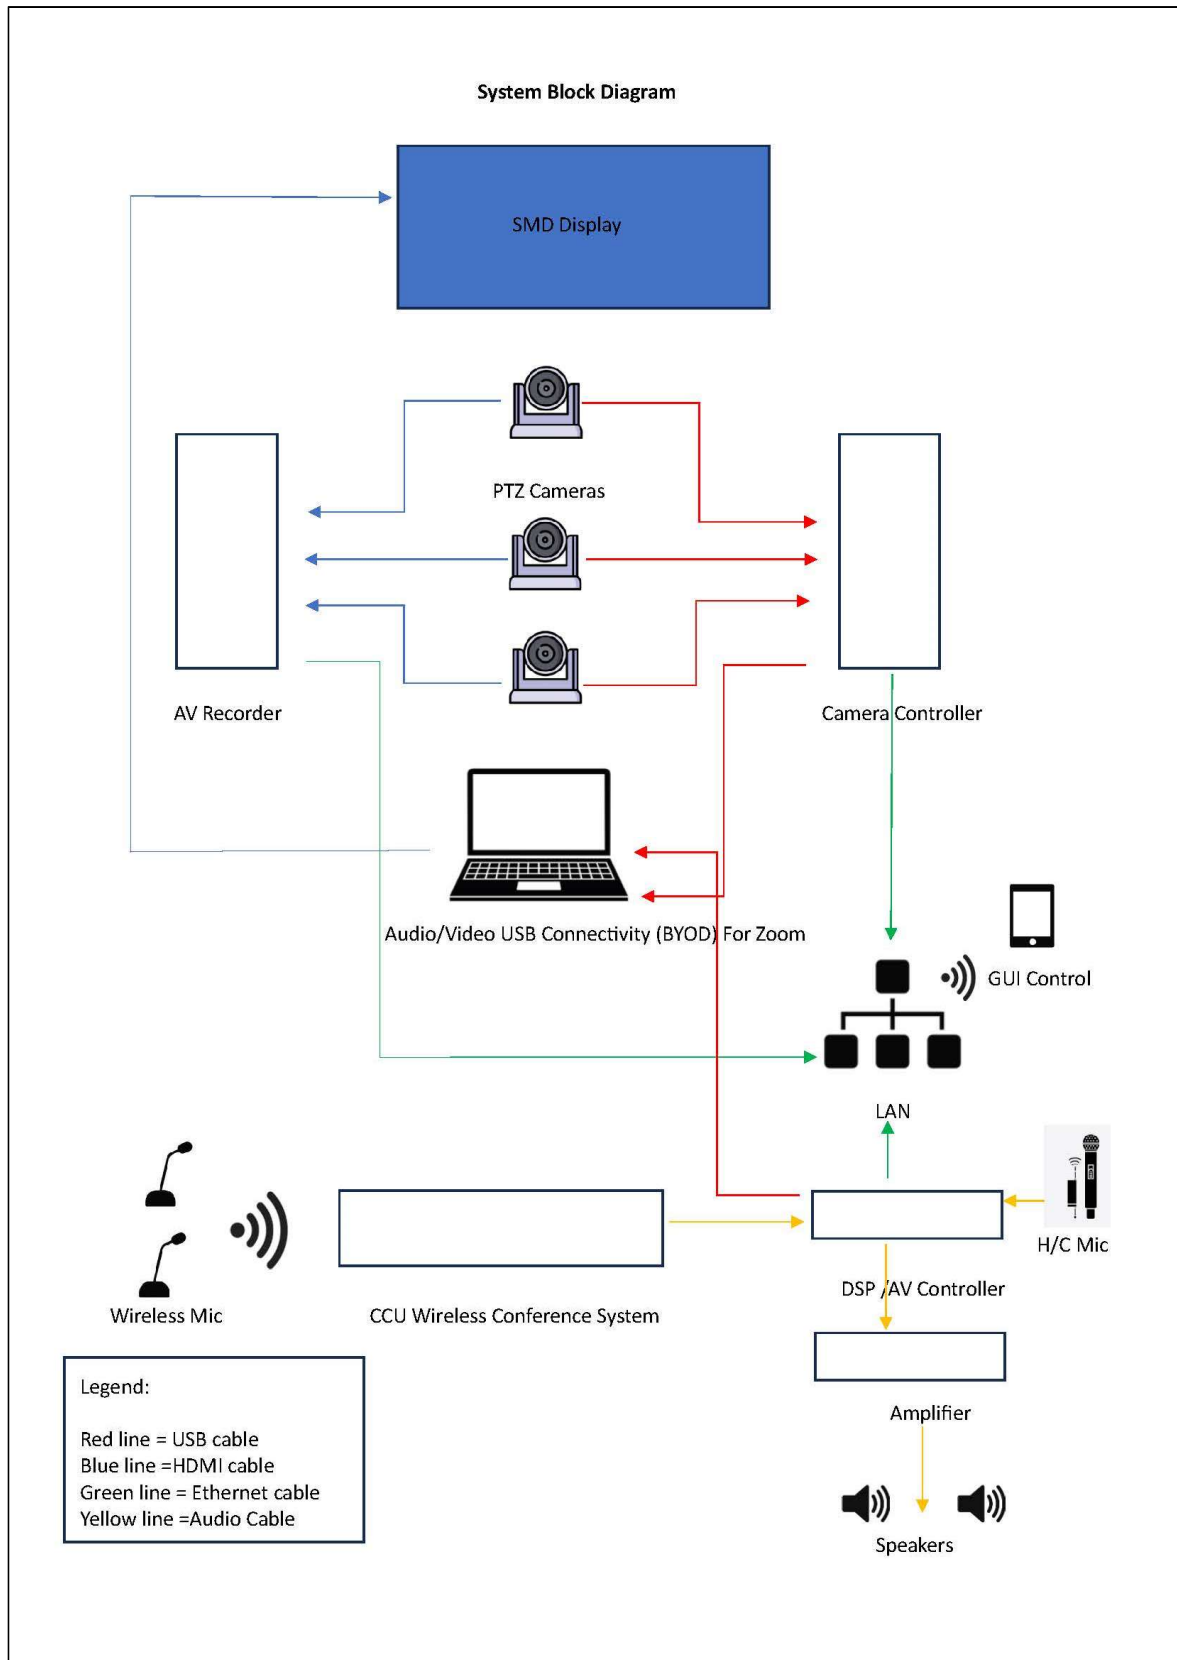 System Block Diagram
SMD Display
PTZ Cameras
AV Recorder
Camera Controller
Audio/Video USB Connectivity (BYOD) For Zoom
GUI Control
LAN
H/C Mic
DSP /AV Controller
Wireless Mic
CCU Wireless Conference System
Amplifier
Speakers
Legend:
Red line = USB cable
Blue line =HDMI cable
Green line = Ethernet cable
Yellow line =Audio Cable